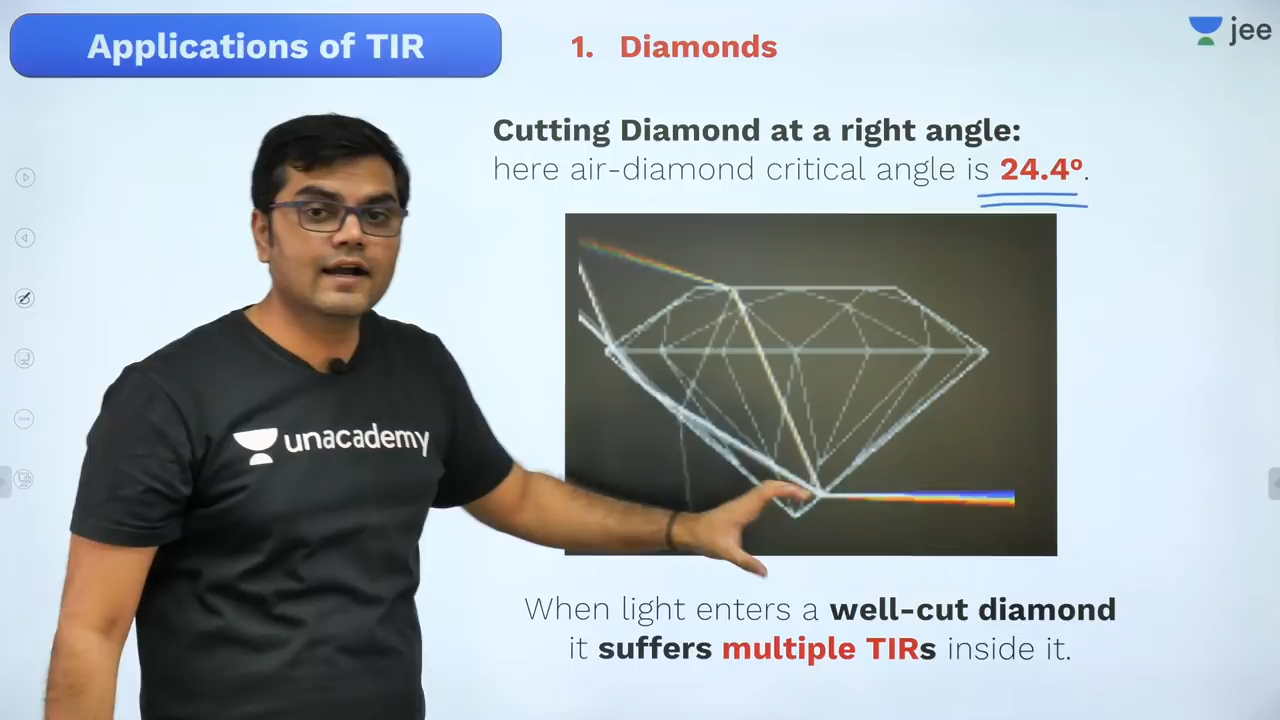 Applications of TIR
1. Diamonds
jee
Cutting Diamond at a right angle:
here air-diamond critical angle is 24.4º.
unacademy
When light enters a well-cut diamond
it suffers multiple TIRs inside it.